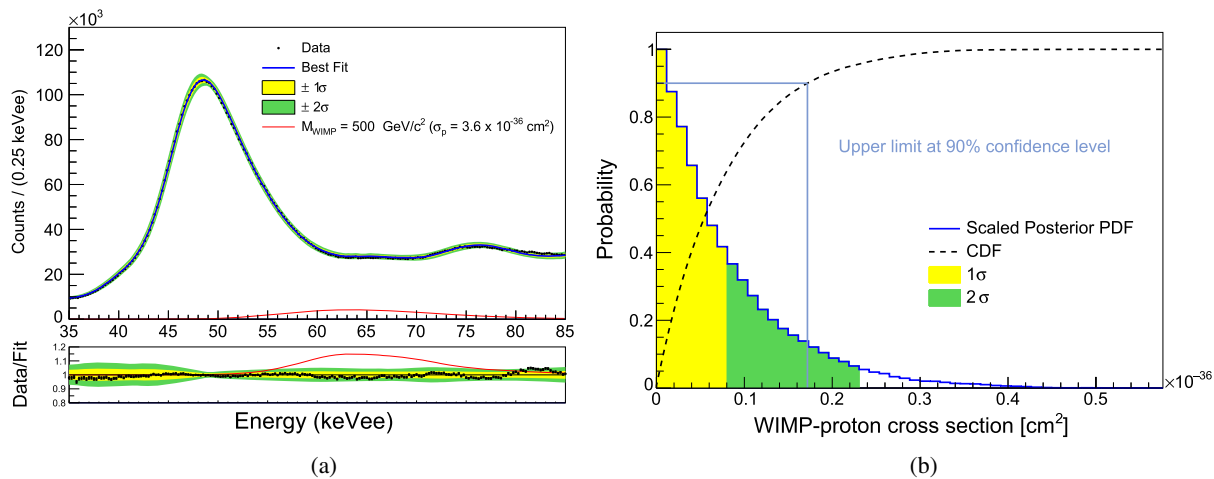 ×10³
120
100
80
60
40
20
0
Counts / (0.25 keVee)
Data
Best Fit
± 1σ
± 2σ
M_WIMP = 500 GeV/c² (σ_p = 3.6 x 10⁻³⁶ cm²)
35 40 45 50 55 60 65 70 75 80 85
1.2
1.1
1
0.9
0.8
Data/Fit
Energy (keVee)
(a)
1
0.8
0.6
0.4
0.2
0
Probability
Upper limit at 90% confidence level
Scaled Posterior PDF
CDF
1σ
2 σ
0 0.1 0.2 0.3 0.4 0.5
×10⁻³⁶
WIMP-proton cross section [cm²]
(b)